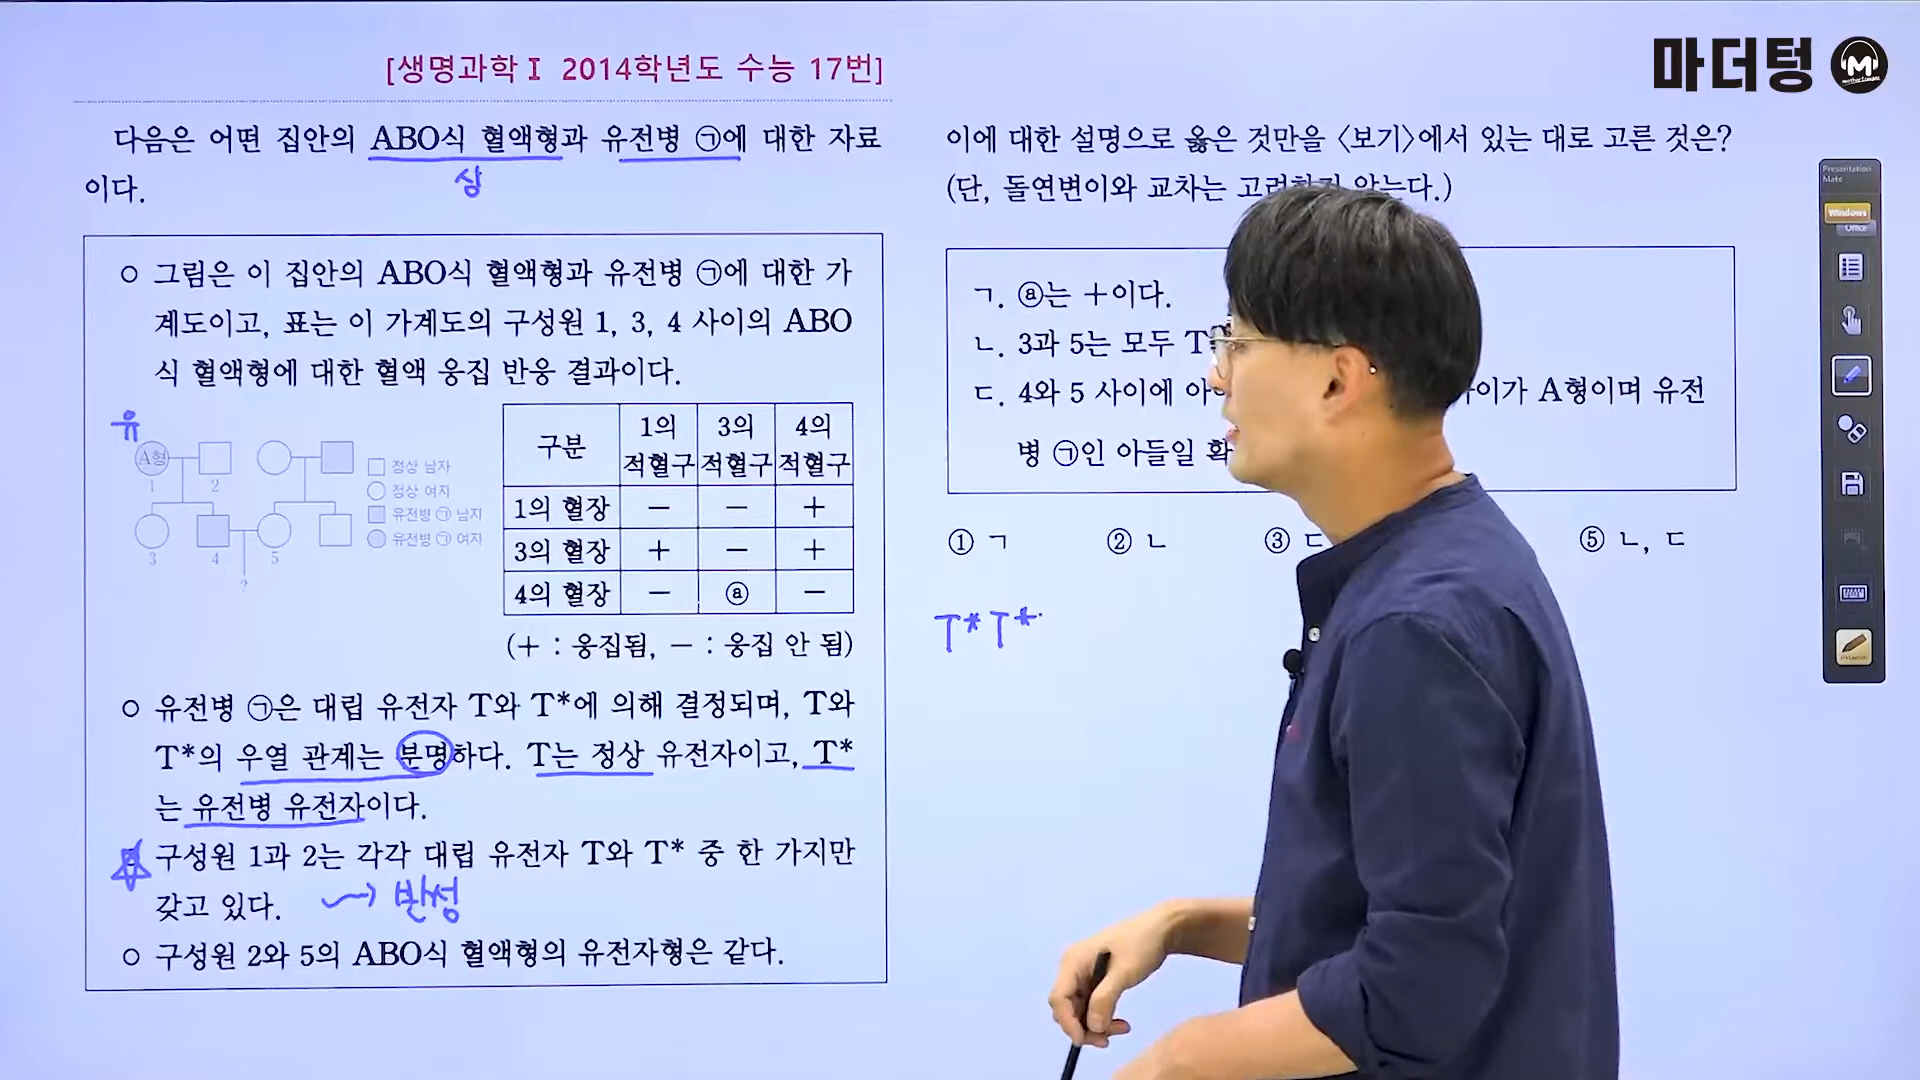 [생명과학Ⅰ 2014학년도 수능 17번]
마더텅
다음은 어떤 집안의 ABO식 혈액형과 유전병 ㉠에 대한 자료
상
이다.
○ 그림은 이 집안의 ABO식 혈액형과 유전병 ㉠에 대한 가
계도이고, 표는 이 가계도의 구성원 1, 3, 4 사이의 ABO
식 혈액형에 대한 혈액 응집 반응 결과이다.
유
A형
1 2
3 4 5
?
정상 남자
정상 여자
유전병 ㉠ 남자
유전병 ㉠ 여자
구분 1의 적혈구 3의 적혈구 4의 적혈구
1의 혈장 － － ＋
3의 혈장 ＋ － ＋
4의 혈장 － ⓐ －
(＋ : 응집됨, － : 응집 안 됨)
○ 유전병 ㉠은 대립 유전자 T와 T*에 의해 결정되며, T와
T*의 우열 관계는 분명하다. T는 정상 유전자이고, T*
는 유전병 유전자이다.
구성원 1과 2는 각각 대립 유전자 T와 T* 중 한 가지만
갖고 있다. → 반성
○ 구성원 2와 5의 ABO식 혈액형의 유전자형은 같다.
이에 대한 설명으로 옳은 것만을 〈보기〉에서 있는 대로 고른 것은?
(단, 돌연변이와 교차는 고려하지 않는다.)
ㄱ. ⓐ는 ＋이다.
ㄴ. 3과 5는 모두 T
ㄷ. 4와 5 사이에 아 이가 A형이며 유전
병 ㉠인 아들일 확
① ㄱ ② ㄴ ③ ㄷ ⑤ ㄴ, ㄷ
T* T*
Presentation
Mate
Windows
Office